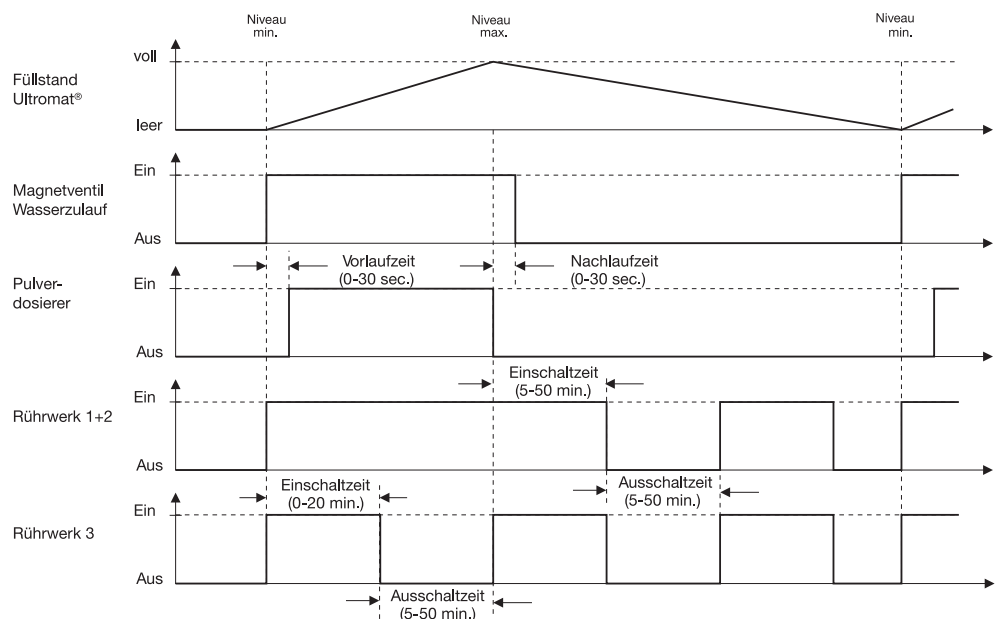 Niveau
min.
Niveau
max.
Niveau
min.
voll
Füllstand
Ultromat®
leer
Ein
Magnetventil
Wasserzulauf
Aus
Vorlaufzeit
(0-30 sec.)
Nachlaufzeit
(0-30 sec.)
Ein
Pulver-
dosierer
Aus
Einschaltzeit
(5-50 min.)
Ein
Rührwerk 1+2
Aus
Einschaltzeit
(0-20 min.)
Ausschaltzeit
(5-50 min.)
Ein
Rührwerk 3
Aus
Ausschaltzeit
(5-50 min.)